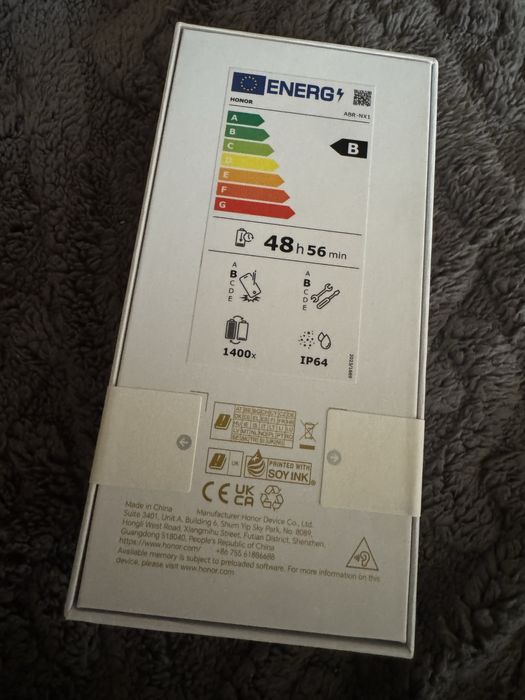 ENERG
HONOR
ABR-NX1
A
B
C
D
E
F
G
B
48 h 56 min
A
B
C
D
E
A
B
C
D
E
1400x
IP64
2023/1669
UK
PRINTED WITH
SOY INK
CE UK CA
Made in China
Manufacturer Honor Device Co., Ltd.
Suite 3401, Unit A, Building 6, Shum Yip Sky Park, No. 8089,
Hongli West Road, Xiangmihu Street, Futian District, Shenzhen,
Guangdong 518040, People's Republic of China
https://www.honor.com/ +86 755 61886688
Available memory is subject to preloaded software. For more information on this
device, please visit www.honor.com.